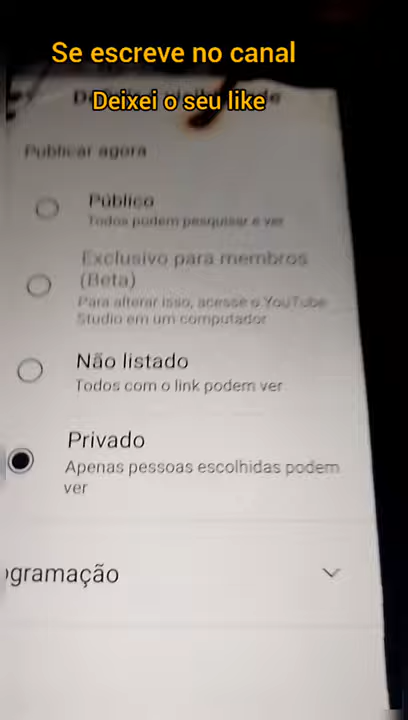 Se escreve no canal
Deixei o seu like
Publicar agora
Público
Todos podem pesquisar e ver
Exclusivo para membros
(Beta)
Para alterar isso, acesse o YouTube
Studio em um computador
Não listado
Todos com o link podem ver
Privado
Apenas pessoas escolhidas podem
ver
ogramação